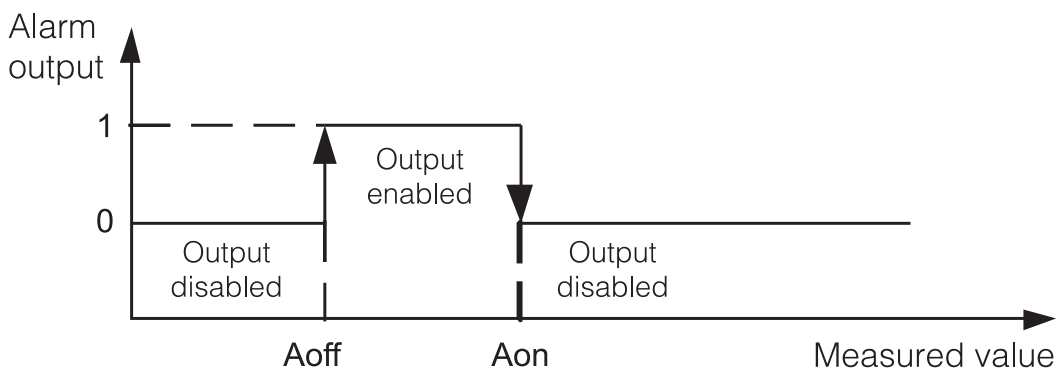 Alarm
output
1
Output
enabled
0
Output
disabled
Output
disabled
Aoff
Aon
Measured value